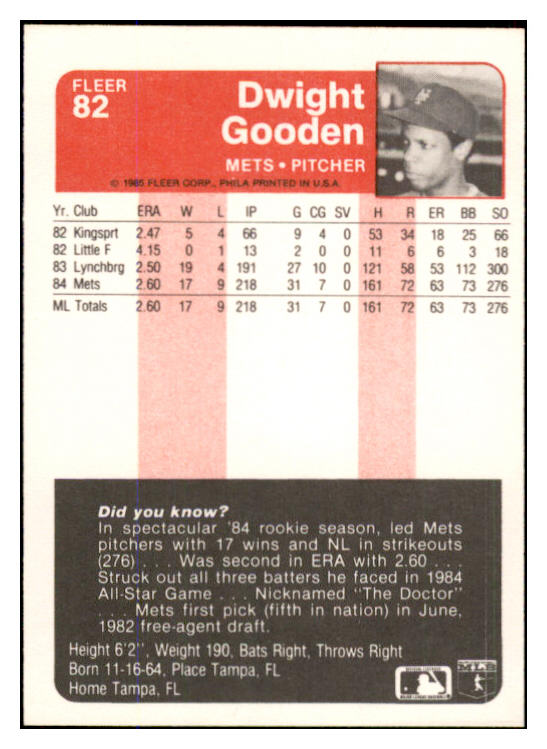 FLEER
82
Dwight
Gooden
METS • PITCHER
© 1985 FLEER CORP., PHILA PRINTED IN U.S.A.
Yr. Club ERA W L IP G CG SV H R ER BB SO
82 Kingsprt 2.47 5 4 66 9 4 0 53 34 18 25 66
82 Little F 4.15 0 1 13 2 0 0 11 6 6 3 18
83 Lynchbrg 2.50 19 4 191 27 10 0 121 58 53 112 300
84 Mets 2.60 17 9 218 31 7 0 161 72 63 73 276
ML Totals 2.60 17 9 218 31 7 0 161 72 63 73 276
Did you know?
In spectacular '84 rookie season, led Mets
pitchers with 17 wins and NL in strikeouts
(276) . . . Was second in ERA with 2.60 . . .
Struck out all three batters he faced in 1984
All-Star Game . . . Nicknamed "The Doctor"
. . . Mets first pick (fifth in nation) in June,
1982 free-agent draft.
Height 6'2", Weight 190, Bats Right, Throws Right
Born 11-16-64, Place Tampa, FL
Home Tampa, FL